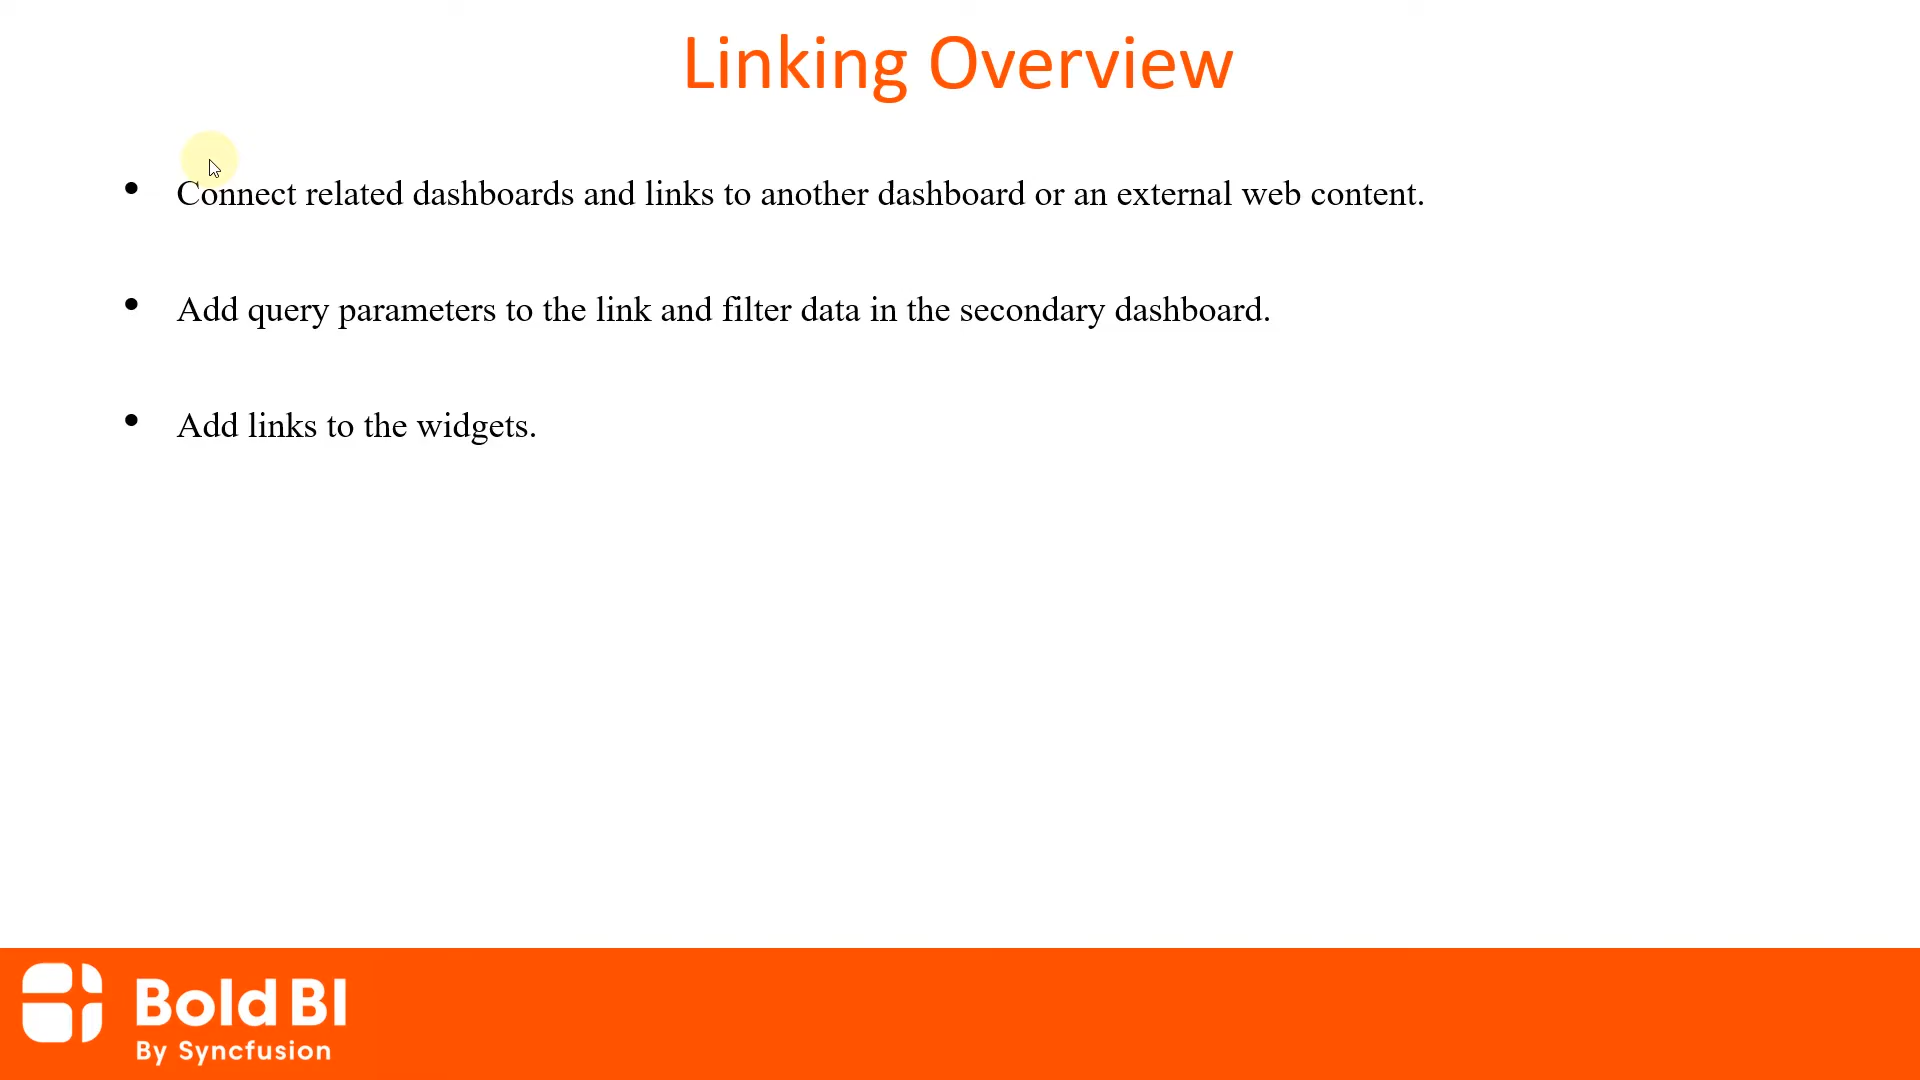 Linking Overview
• Connect related dashboards and links to another dashboard or an external web content.
• Add query parameters to the link and filter data in the secondary dashboard.
• Add links to the widgets.
Bold BI
By Syncfusion